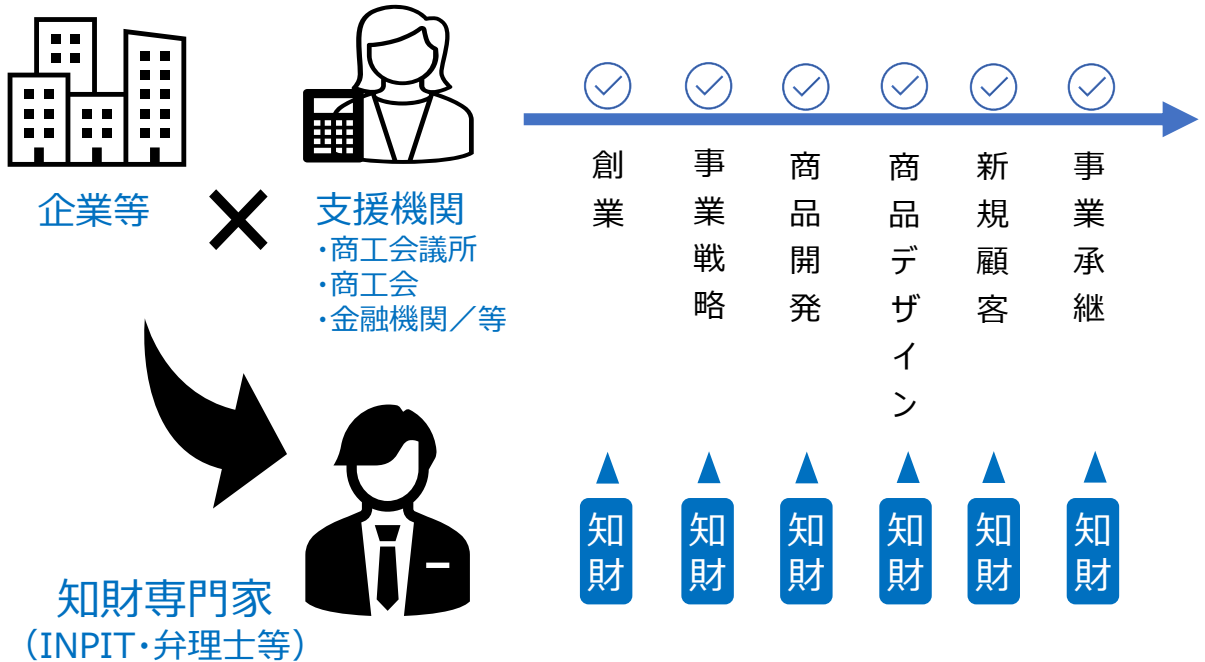 企業等
支援機関
・商工会議所
・商工会
・金融機関／等
知財専門家
（INPIT・弁理士等）
創業
事業戦略
商品開発
商品デザイン
新規顧客
事業承継
知財
知財
知財
知財
知財
知財